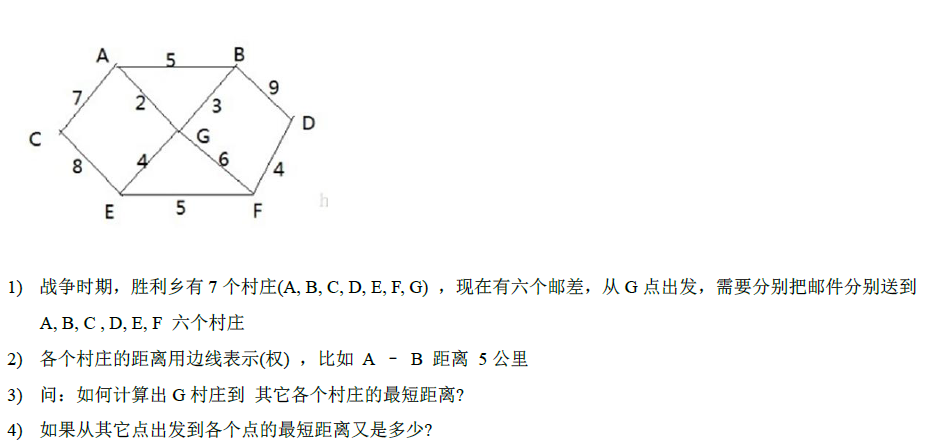 A 5 B
7 2 3 9
C G D
8 4 6 4
E 5 F
h
1) 战争时期，胜利乡有 7 个村庄(A, B, C, D, E, F, G) ，现在有六个邮差，从 G 点出发，需要分别把邮件分别送到
A, B, C , D, E, F 六个村庄
2) 各个村庄的距离用边线表示(权) ，比如 A – B 距离 5 公里
3) 问：如何计算出 G 村庄到 其它各个村庄的最短距离?
4) 如果从其它点出发到各个点的最短距离又是多少?